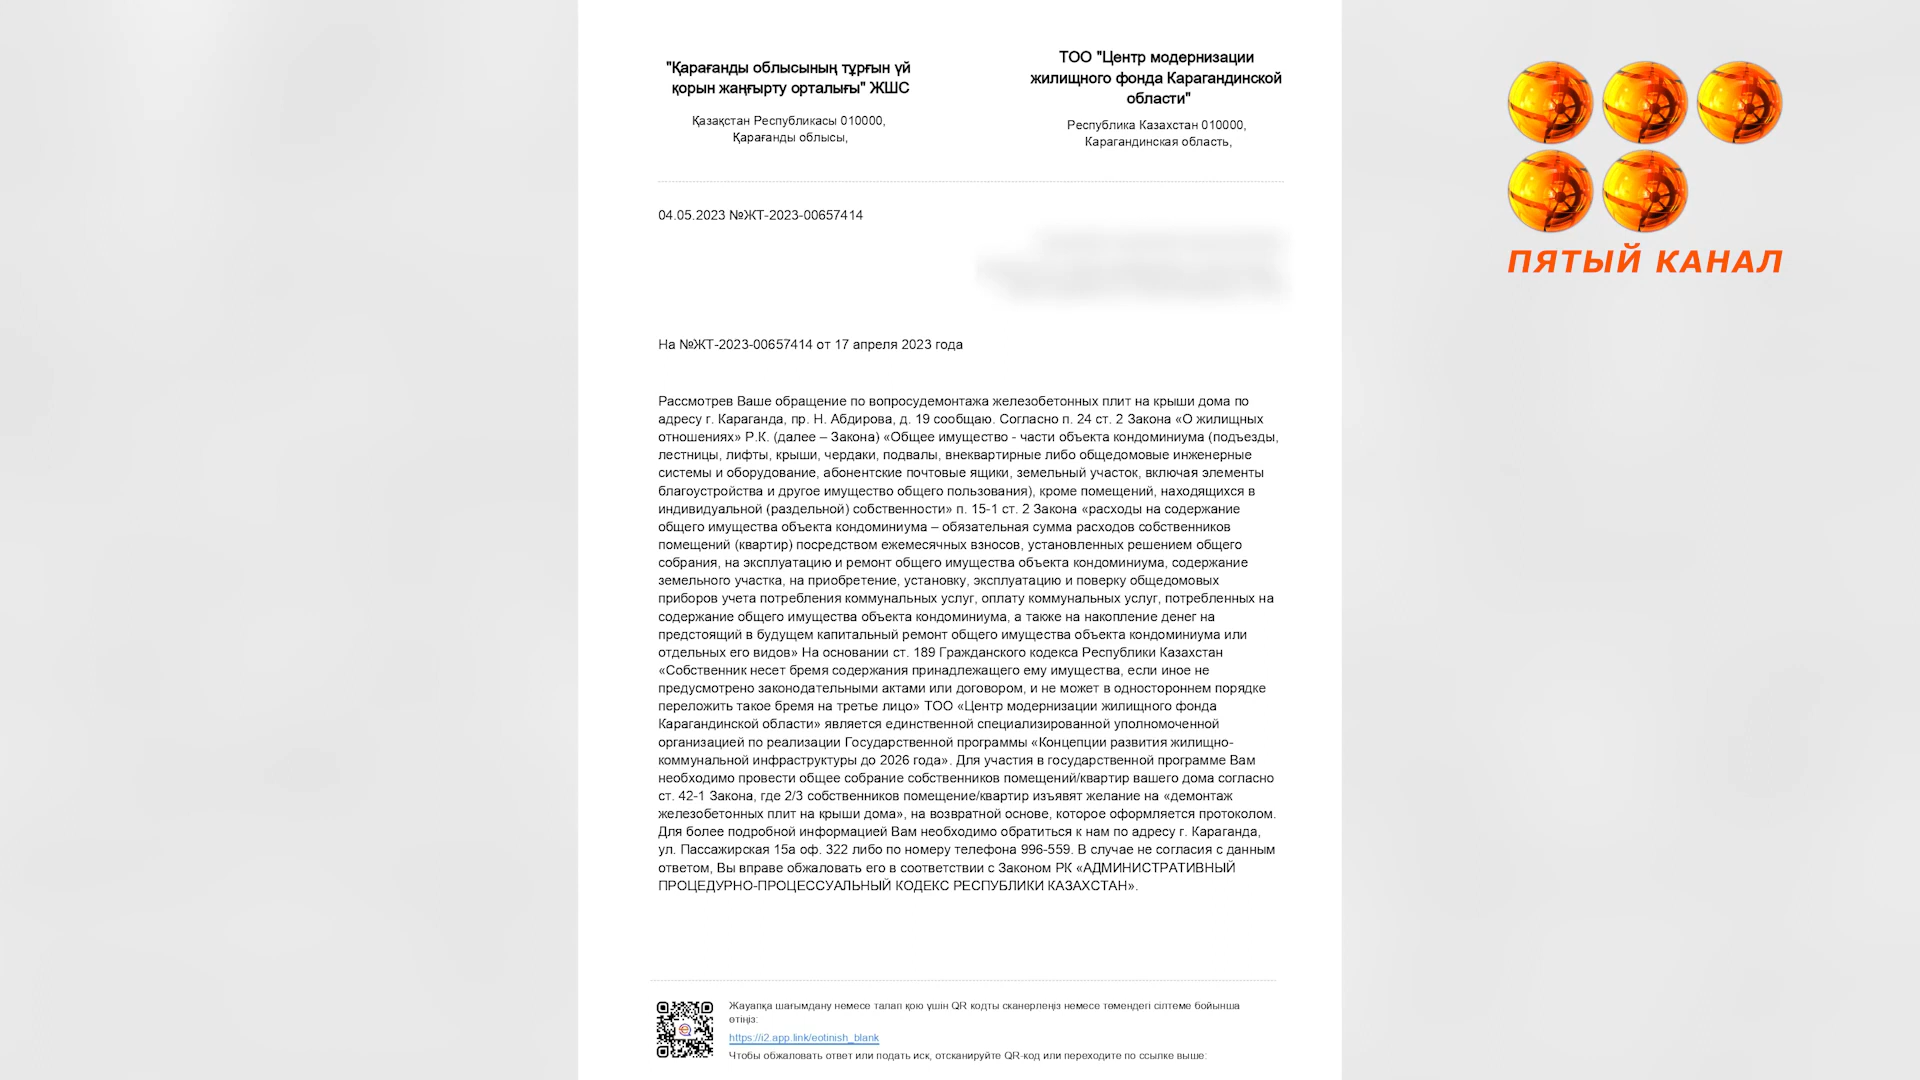 "Қарағанды облысының тұрғын үй
қорын жаңғырту орталығы" ЖШС
Қазақстан Республикасы 010000,
Қарағанды облысы,
ТОО "Центр модернизации
жилищного фонда Карагандинской
области"
Республика Казахстан 010000,
Карагандинская область,
ПЯТЫЙ КАНАЛ
04.05.2023 №ЖТ-2023-00657414
На №ЖТ-2023-00657414 от 17 апреля 2023 года
Рассмотрев Ваше обращение по вопросудемонтажа железобетонных плит на крыши дома по
адресу г. Караганда, пр. Н. Абдирова, д. 19 сообщаю. Согласно п. 24 ст. 2 Закона «О жилищных
отношениях» Р.К. (далее – Закона) «Общее имущество - части объекта кондоминиума (подъезды,
лестницы, лифты, крыши, чердаки, подвалы, внеквартирные либо общедомовые инженерные
системы и оборудование, абонентские почтовые ящики, земельный участок, включая элементы
благоустройства и другое имущество общего пользования), кроме помещений, находящихся в
индивидуальной (раздельной) собственности» п. 15-1 ст. 2 Закона «расходы на содержание
общего имущества объекта кондоминиума – обязательная сумма расходов собственников
помещений (квартир) посредством ежемесячных взносов, установленных решением общего
собрания, на эксплуатацию и ремонт общего имущества объекта кондоминиума, содержание
земельного участка, на приобретение, установку, эксплуатацию и поверку общедомовых
приборов учета потребления коммунальных услуг, оплату коммунальных услуг, потребленных на
содержание общего имущества объекта кондоминиума, а также на накопление денег на
предстоящий в будущем капитальный ремонт общего имущества объекта кондоминиума или
отдельных его видов» На основании ст. 189 Гражданского кодекса Республики Казахстан
«Собственник несет бремя содержания принадлежащего ему имущества, если иное не
предусмотрено законодательными актами или договором, и не может в одностороннем порядке
переложить такое бремя на третье лицо» ТОО «Центр модернизации жилищного фонда
Карагандинской области» является единственной специализированной уполномоченной
организацией по реализации Государственной программы «Концепции развития жилищно-
коммунальной инфраструктуры до 2026 года». Для участия в государственной программе Вам
необходимо провести общее собрание собственников помещений/квартир вашего дома согласно
ст. 42-1 Закона, где 2/3 собственников помещение/квартир изъявят желание на «демонтаж
железобетонных плит на крыши дома», на возвратной основе, которое оформляется протоколом.
Для более подробной информацией Вам необходимо обратиться к нам по адресу г. Караганда,
ул. Пассажирская 15а оф. 322 либо по номеру телефона 996-559. В случае не согласия с данным
ответом, Вы вправе обжаловать его в соответствии с Законом РК «АДМИНИСТРАТИВНЫЙ
ПРОЦЕДУРНО-ПРОЦЕССУАЛЬНЫЙ КОДЕКС РЕСПУБЛИКИ КАЗАХСТАН».
Жауапқа шағымдану немесе талап қою үшін QR кодты сканерлеңіз немесе төмендегі сілтеме бойынша
өтіңіз:
https://i2.app.link/eotinish_blank
Чтобы обжаловать ответ или подать иск, отсканируйте QR-код или переходите по ссылке выше: